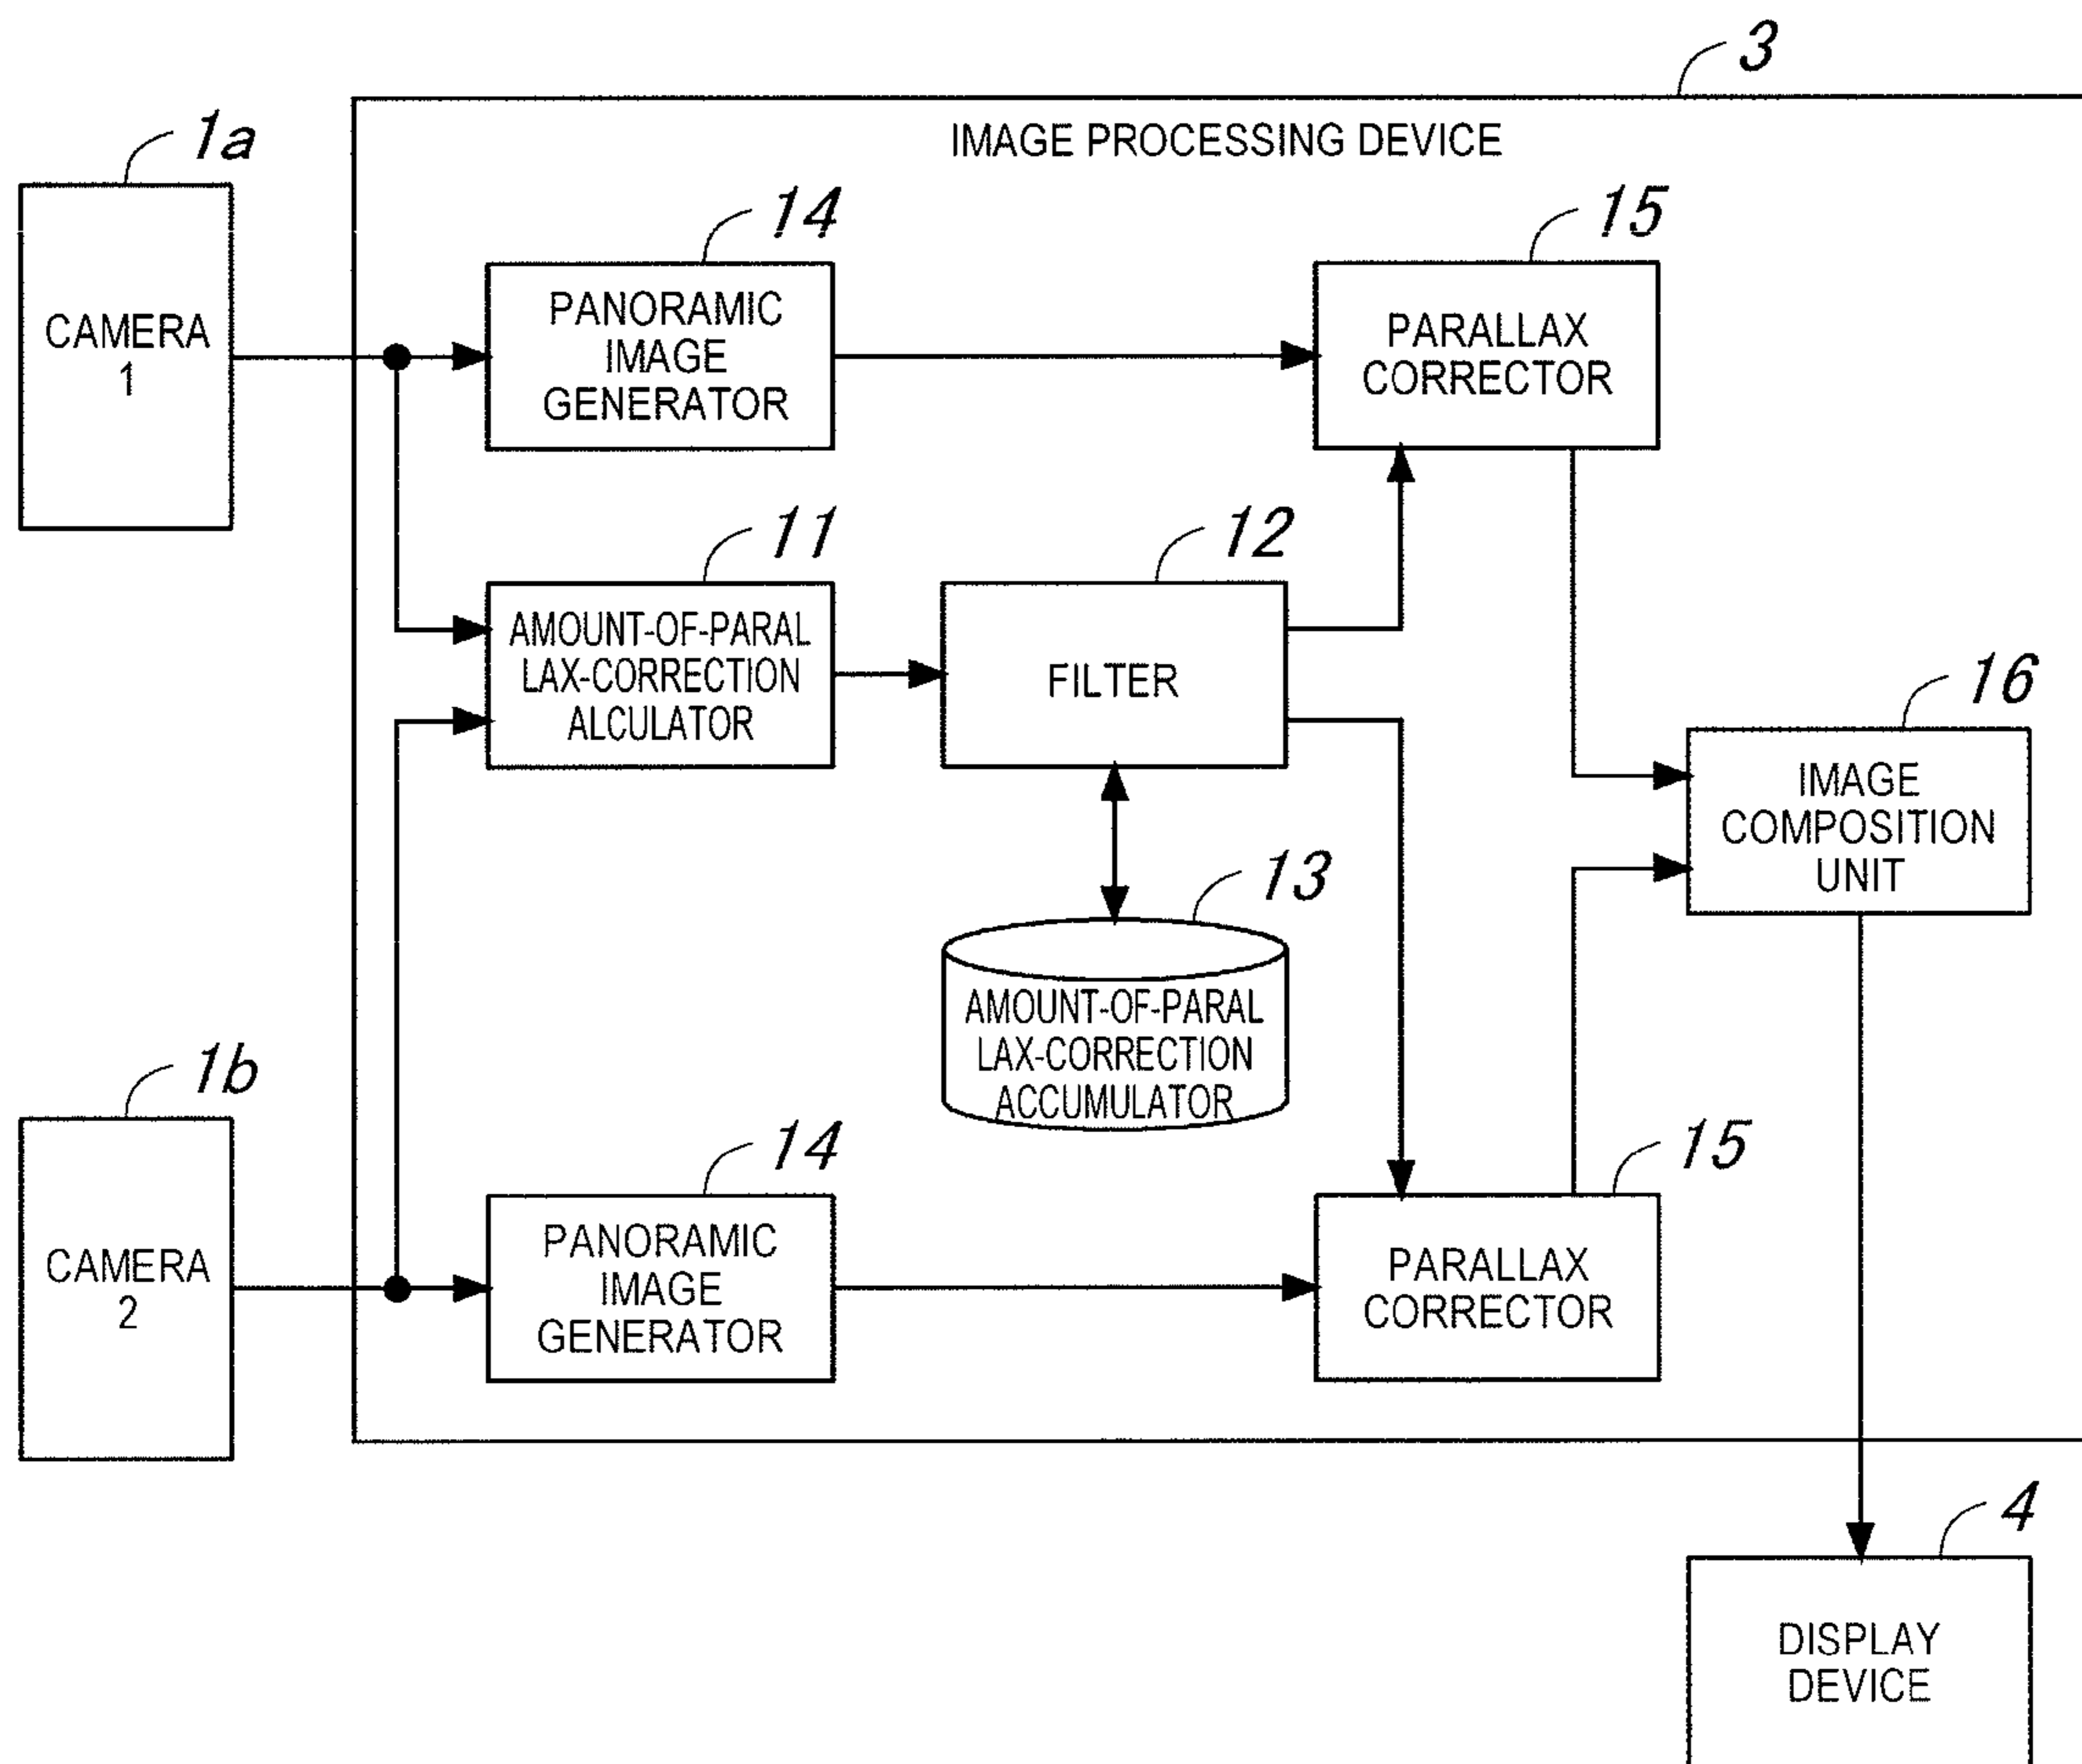 3
IMAGE PROCESSING DEVICE
1a
CAMERA
1
14
PANORAMIC
IMAGE
GENERATOR
15
PARALLAX
CORRECTOR
11
AMOUNT-OF-PARAL
LAX-CORRECTION
ALCULATOR
12
FILTER
16
IMAGE
COMPOSITION
UNIT
13
AMOUNT-OF-PARAL
LAX-CORRECTION
ACCUMULATOR
1b
CAMERA
2
14
PANORAMIC
IMAGE
GENERATOR
15
PARALLAX
CORRECTOR
4
DISPLAY
DEVICE